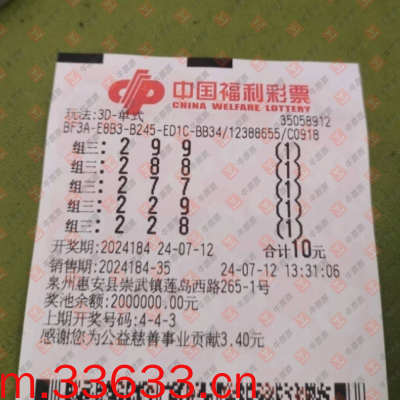 中国福利彩票
CHINA WELFARE LOTTERY
玩法:3D-单式 35058912
BF3A-E8B3-B245-ED1C-BB34/12388655/C0918
组三: 2 9 9 (1)
组三: 2 8 8 (1)
组三: 2 7 7 (1)
组三: 2 2 9 (1)
组三: 2 2 8 (1)
开奖期:2024184 24-07-12 合计10元
销售期:2024184-35 24-07-12 13:31:06
泉州惠安县崇武镇莲岛西路265-1号
奖池余额:2000000.00元
上期开奖号码:4-4-3
感谢您为公益慈善事业贡献3.40元
m.33633.cn